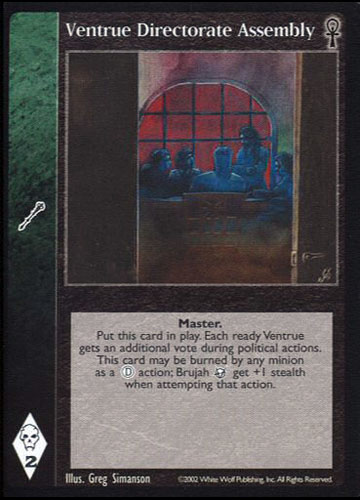 Ventrue Directorate Assembly
Master.
Put this card in play. Each ready Ventrue
gets an additional vote during political actions.
This card may be burned by any minion
as a Ⓓ action; Brujah get +1 stealth
when attempting that action.
2
Illus. Greg Simanson
©2002 White Wolf Publishing, Inc. All Rights Reserved.